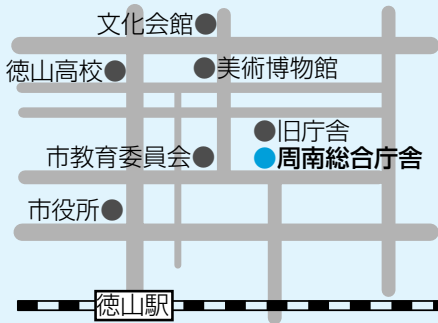 文化会館
徳山高校
美術博物館
旧庁舎
市教育委員会
周南総合庁舎
市役所
徳山駅